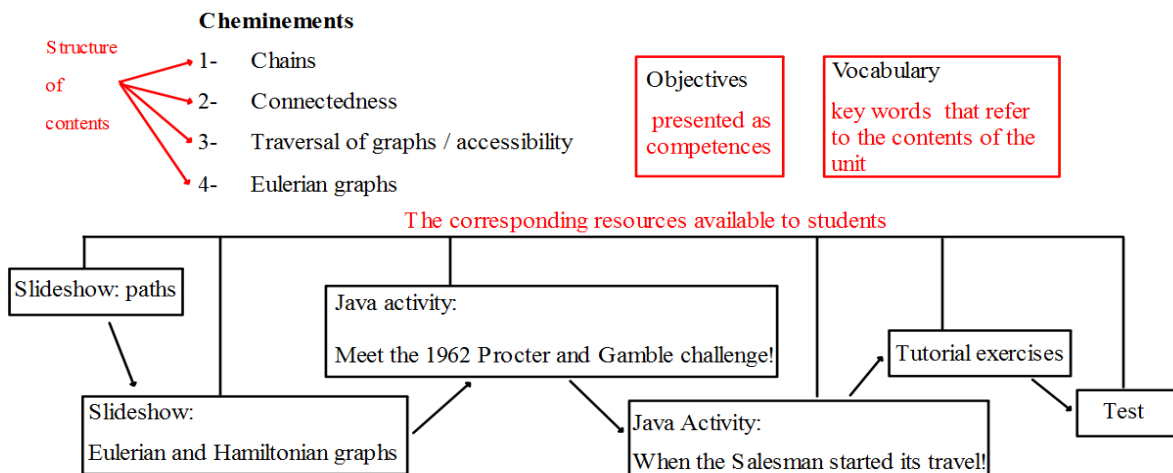 Cheminements
Structure
of
contents
1- Chains
2- Connectedness
3- Traversal of graphs / accessibility
4- Eulerian graphs
Objectives
presented as
competences
Vocabulary
key words that refer
to the contents of the
unit
The corresponding resources available to students
Slideshow: paths
Slideshow:
Eulerian and Hamiltonian graphs
Java activity:
Meet the 1962 Procter and Gamble challenge!
Java Activity:
When the Salesman started its travel!
Tutorial exercises
Test